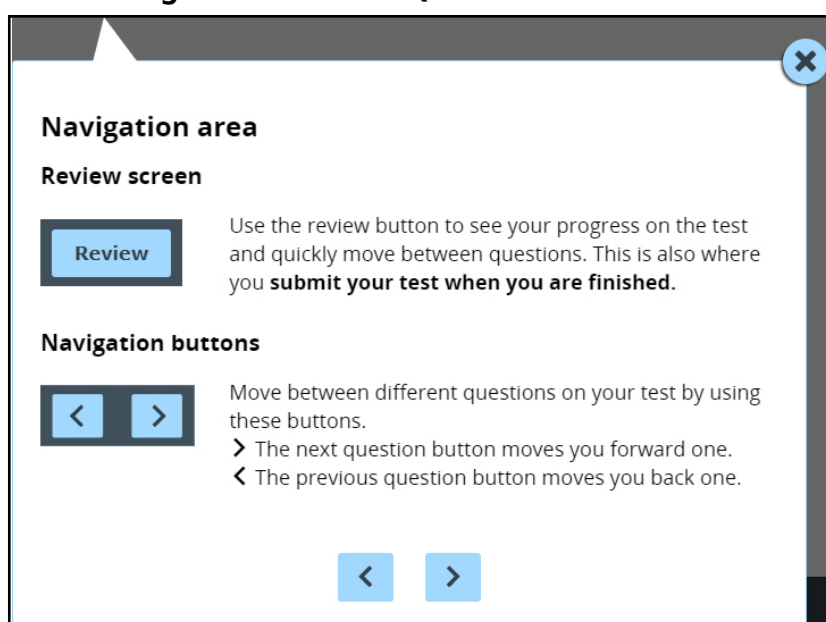 Navigation area
Review screen
Review
Use the review button to see your progress on the test
and quickly move between questions. This is also where
you submit your test when you are finished.
Navigation buttons
Move between different questions on your test by using
these buttons.
> The next question button moves you forward one.
< The previous question button moves you back one.